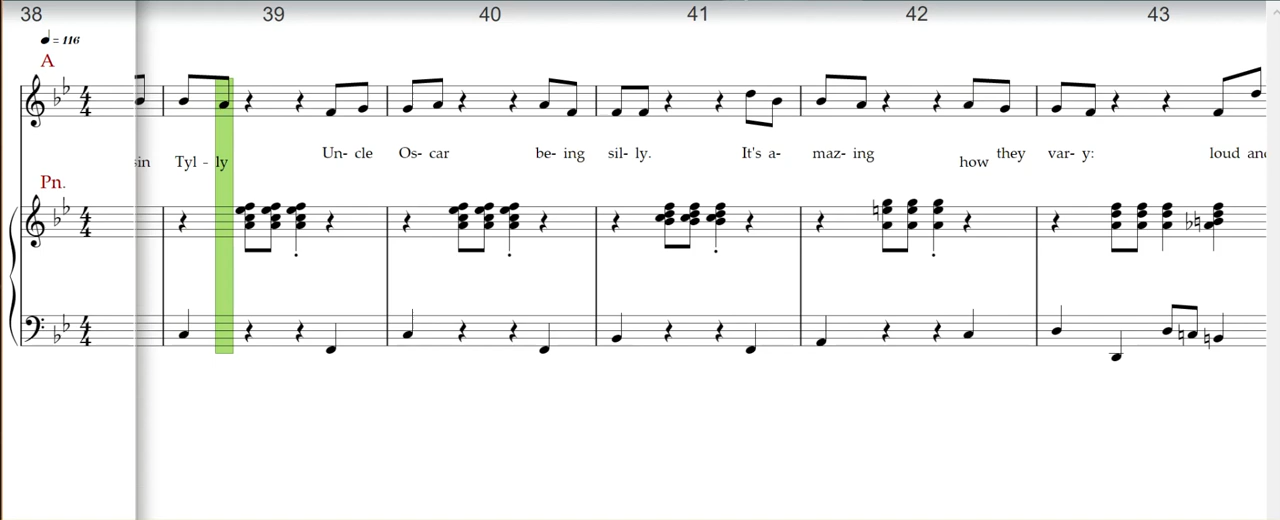 38 39 40 41 42 43
♩ = 116
A
sin Tyl - ly Un- cle Os- car be- ing sil- ly. It's a- maz- ing how they var- y: loud and
Pn.